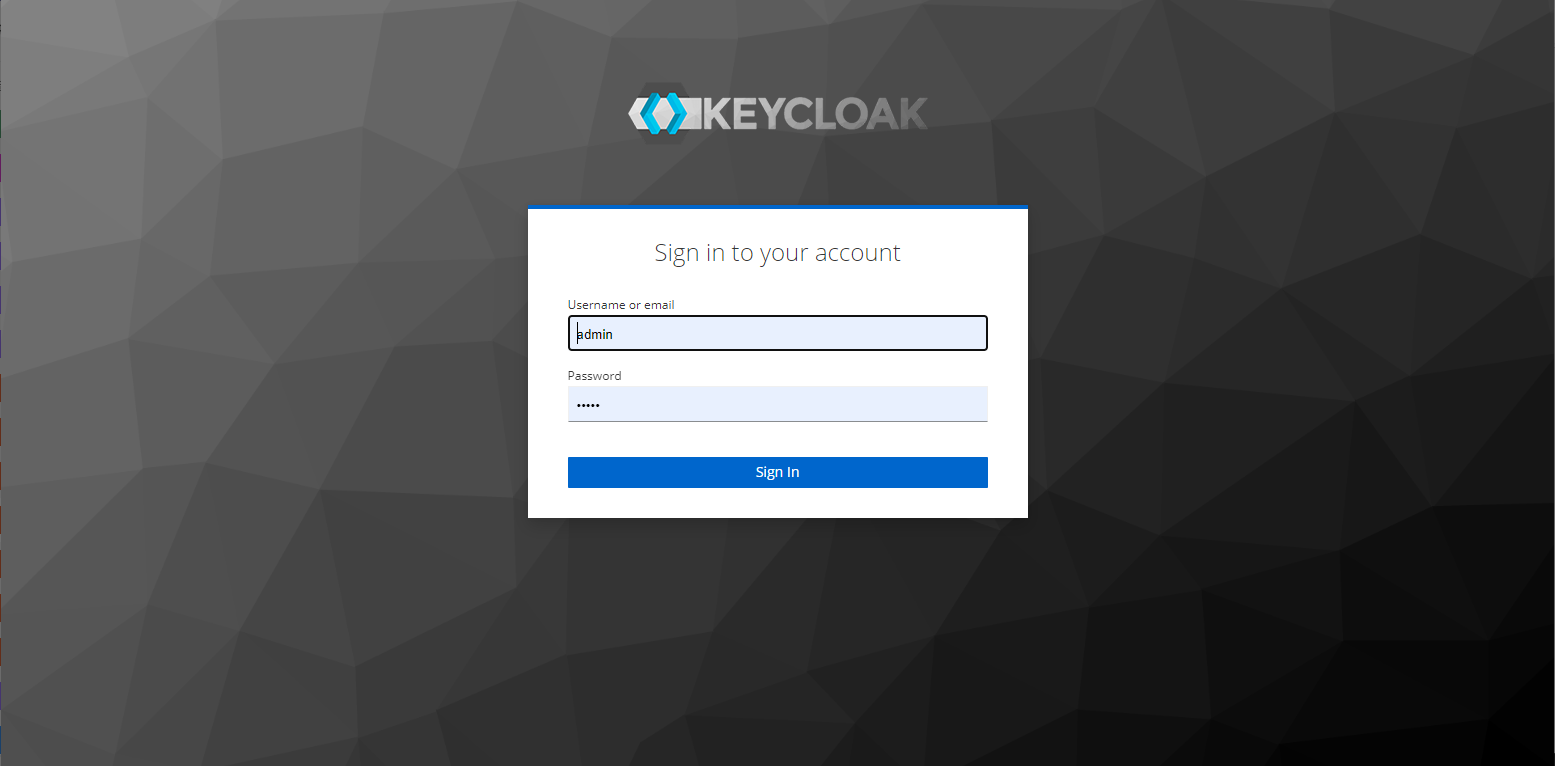 KEYCLOAK
Sign in to your account
Username or email
admin
Password
•••••
Sign In